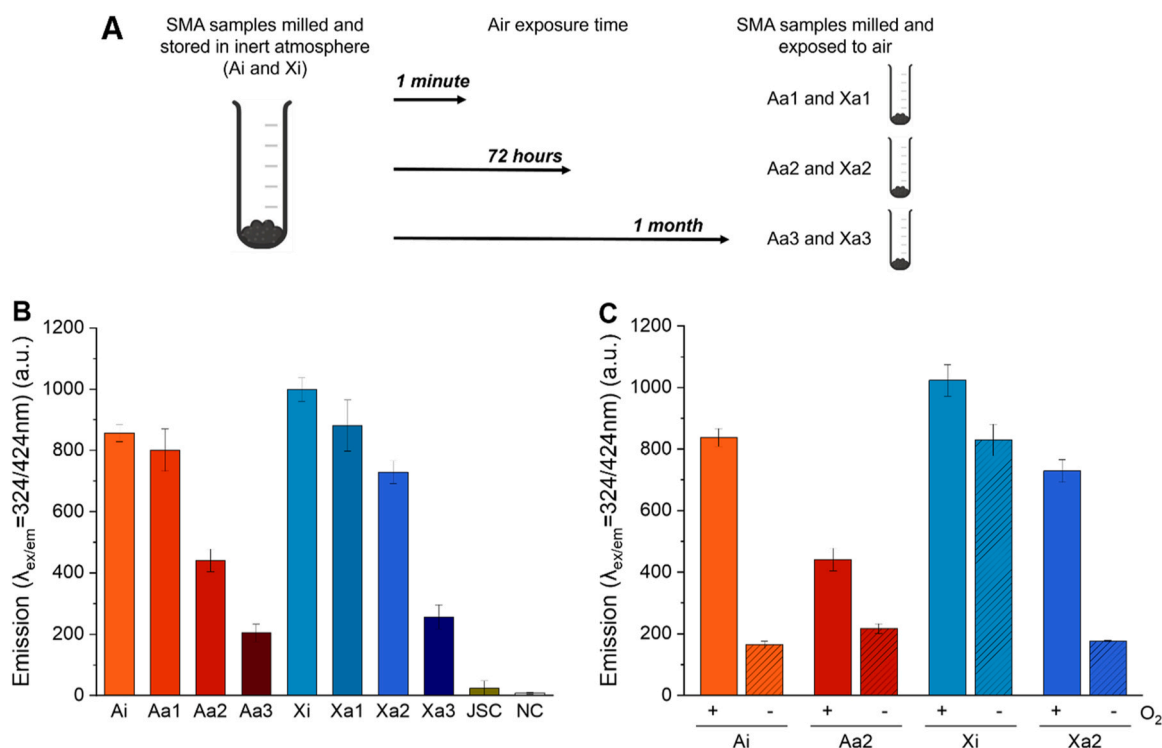 A
SMA samples milled and
stored in inert atmosphere
(Ai and Xi)
Air exposure time
SMA samples milled and
exposed to air
1 minute
Aa1 and Xa1
72 hours
Aa2 and Xa2
1 month
Aa3 and Xa3
B
Emission (λex/em=324/424nm) (a.u.)
1200
1000
800
600
400
200
0
Ai Aa1 Aa2 Aa3 Xi Xa1 Xa2 Xa3 JSC NC
C
Emission (λex/em=324/424nm) (a.u.)
1200
1000
800
600
400
200
0
+ - + - + - + - O2
Ai Aa2 Xi Xa2